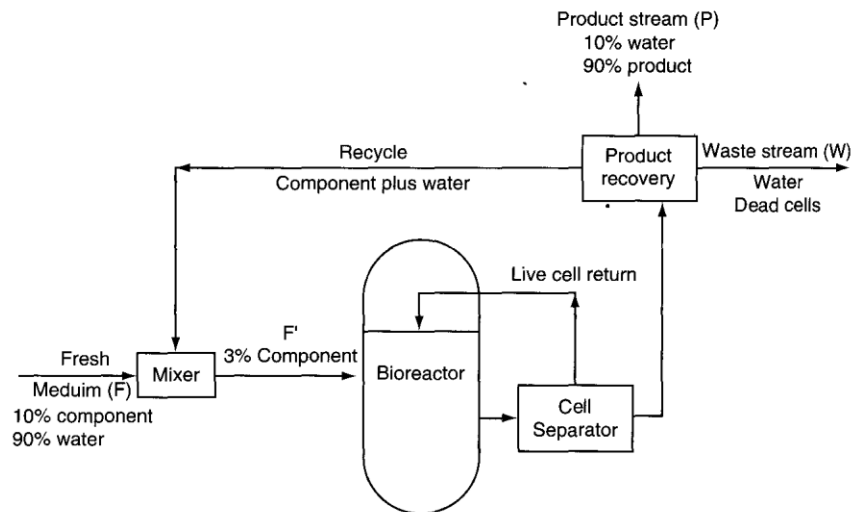 Product stream (P)
10% water
90% product
Recycle
Component plus water
Product
recovery
Waste stream (W)
Water
Dead cells
Live cell return
F'
3% Component
Fresh
Meduim (F)
10% component
90% water
Mixer
Bioreactor
Cell
Separator